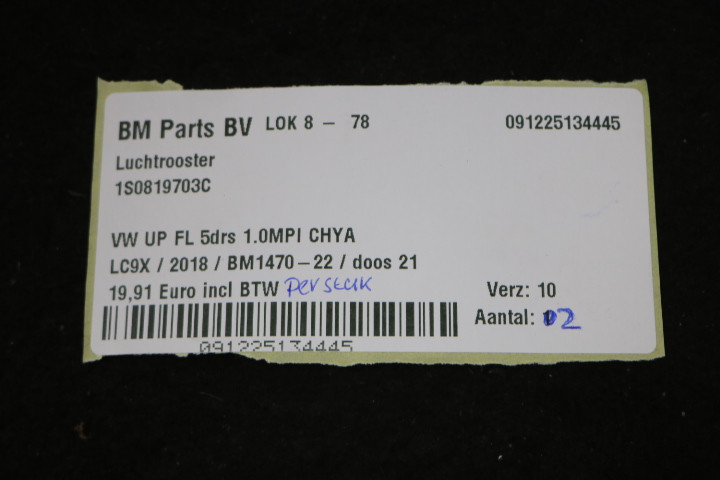 BM Parts BV LOK 8 - 78 091225134445
Luchtrooster
1S0819703C
VW UP FL 5drs 1.0MPI CHYA
LC9X / 2018 / BM1470-22 / doos 21
19,91 Euro incl BTW per stuk Verz: 10
Aantal: 2
091225134445